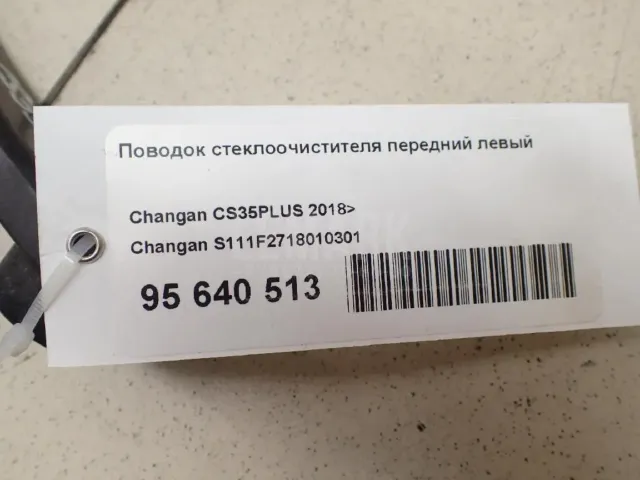 Поводок стеклоочистителя передний левый
Changan CS35PLUS 2018>
Changan S111F2718010301
95 640 513